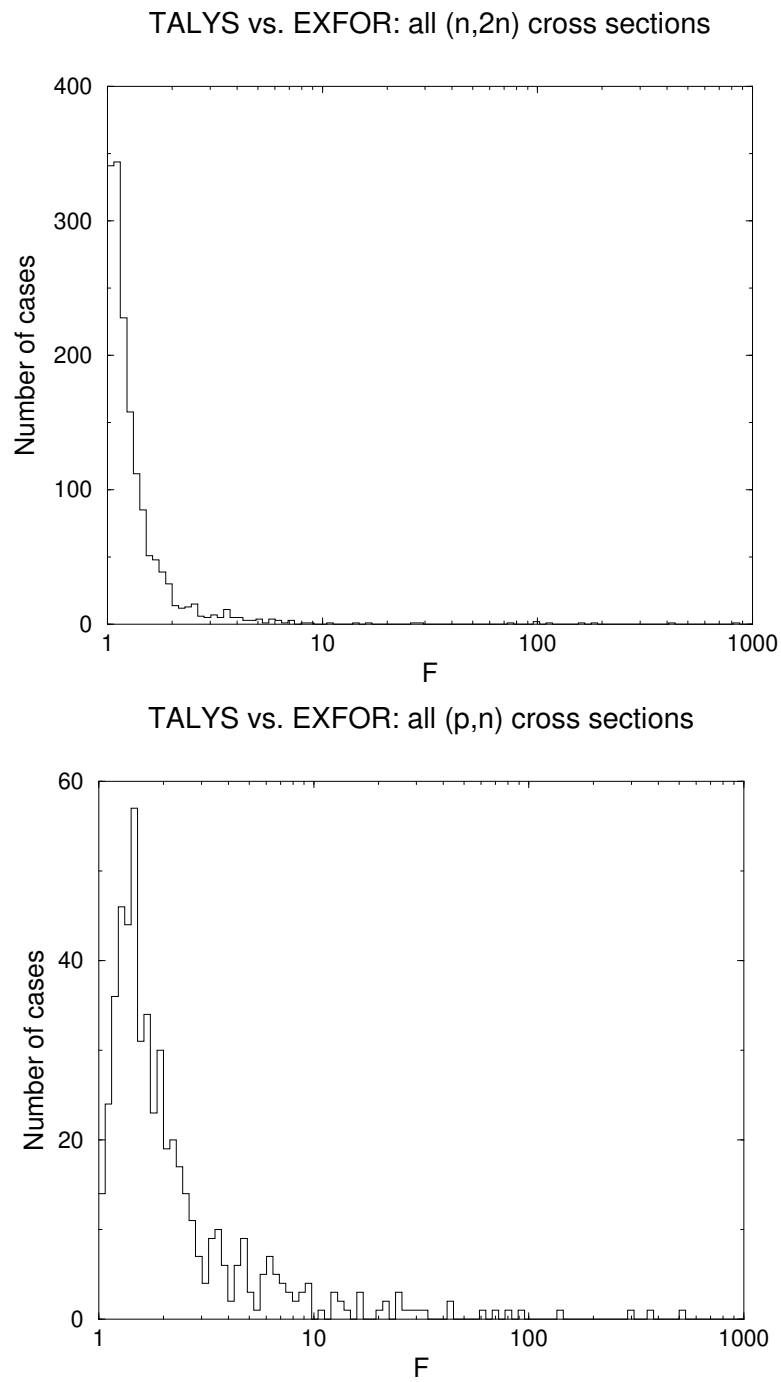 TALYS vs. EXFOR: all (n,2n) cross sections
400
300
200
100
0
Number of cases
1 10 100 1000
F
TALYS vs. EXFOR: all (p,n) cross sections
60
40
20
0
Number of cases
1 10 100 1000
F